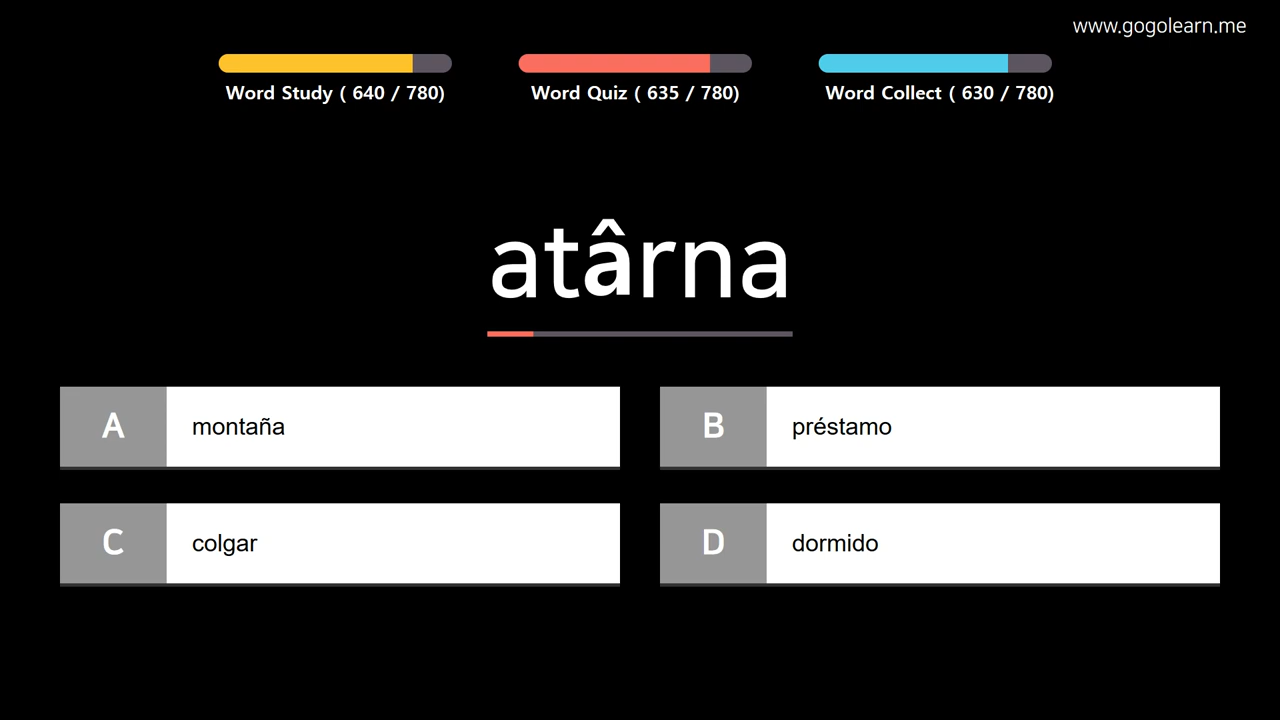 www.gogolearn.me
Word Study ( 640 / 780)
Word Quiz ( 635 / 780)
Word Collect ( 630 / 780)
atârna
A montaña
B préstamo
C colgar
D dormido